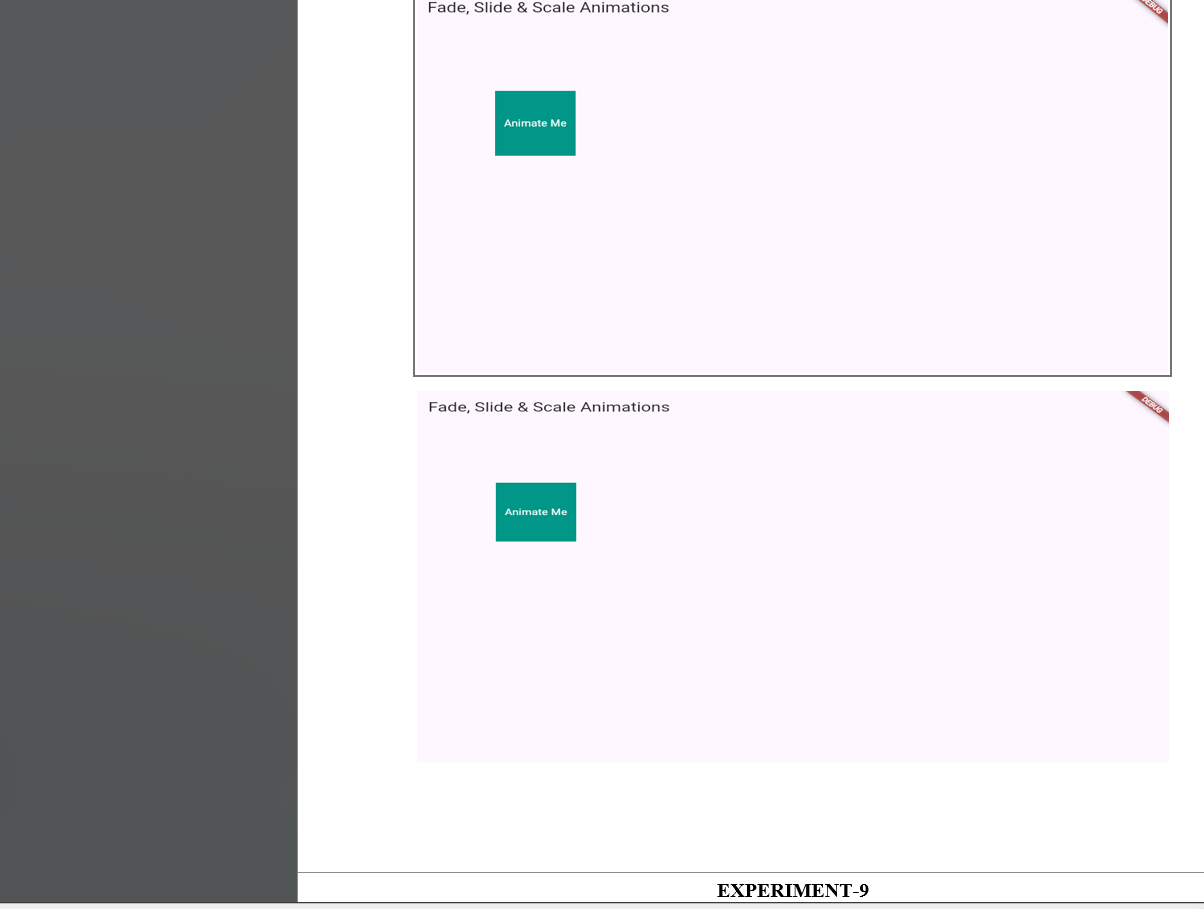 Fade, Slide & Scale Animations
DEBUG
Animate Me
Fade, Slide & Scale Animations
DEBUG
Animate Me
EXPERIMENT-9